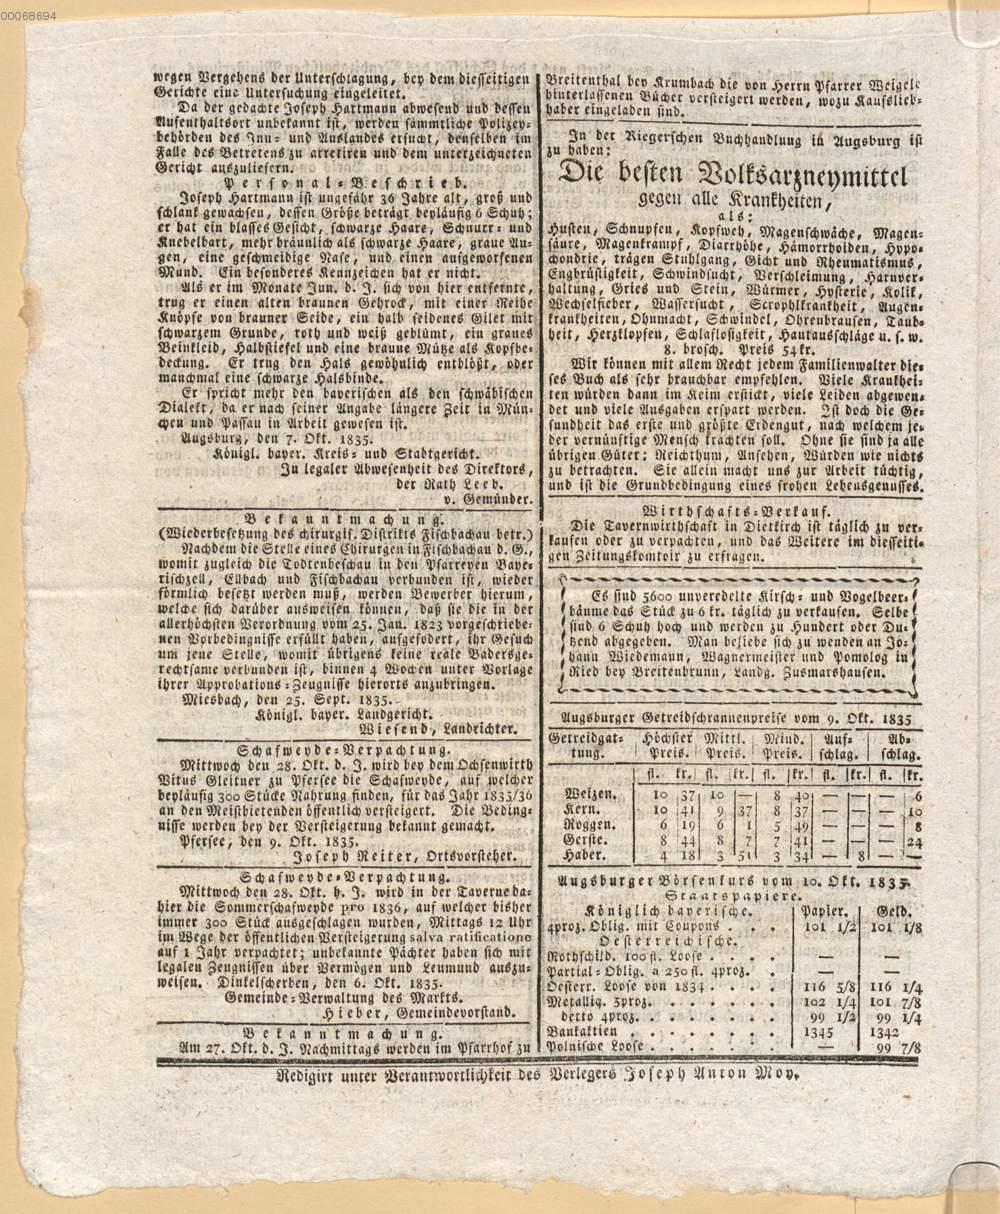 00068694
wegen Vergehens der Unterschlagung, bey dem diesseitigen
Gerichte eine Untersuchung eingeleitet.
Da der gedachte Joseph Hartmann abwesend und dessen
Aufenthaltsort unbekannt ist, werden sämmtliche Polizey-
behörden des Inn- und Auslandes ersucht, denselben im
Falle des Betretens zu arretiren und dem unterzeichneten
Gericht auszuliefern.
Personal-Beschrieb.
Joseph Hartmann ist ungefähr 36 Jahre alt, groß und
schlank gewachsen, dessen Größe beträgt beyläufig 6 Schuh;
er hat ein blasses Gesicht, schwarze Haare, Schnurr- und
Knebelbart, mehr bräunlich als schwarze Haare, graue Au-
gen, eine geschmeidige Nase, und einen aufgeworfenen
Mund. Ein besonderes Kennzeichen hat er nicht.
Als er im Monate Jun. d. J. sich von hier entfernte,
trug er einen alten braunen Gehrock, mit einer Reihe
Knöpfe von brauner Seide, ein halb seidenes Gilet mit
schwarzem Grunde, roth und weiß geblümt, ein graues
Beinkleid, Halbstiefel und eine braune Mütze als Kopfbe-
deckung. Er trug den Hals gewöhnlich entblößt, oder
manchmal eine schwarze Halsbinde.
Er spricht mehr den bayerischen als den schwäbischen
Dialekt, da er nach seiner Angabe längere Zeit in Mün-
chen und Passau in Arbeit gewesen ist.
Augsburg, den 7. Okt. 1835.
Königl. bayer. Kreis- und Stadtgericht.
In legaler Abwesenheit des Direktors,
der Rath Leeb.
v. Gemünder.
Bekanntmachung.
(Wiederbesetzung des chirurgis. Distrikts Fischbachau betr.)
Nachdem die Stelle eines Chirurgen in Fischbachau d. G.,
womit zugleich die Todtenbeschau in den Pfarreyen Baye-
rischzell, Ellbach und Fischbachau verbunden ist, wieder
förmlich besetzt werden muß, werden Bewerber hierum,
welche sich darüber ausweisen können, daß sie die in der
allerhöchsten Verordnung vom 25. Jan. 1823 vorgeschriebe-
nen Vorbedingnisse erfüllt haben, aufgefodert, ihr Gesuch
um jene Stelle, womit übrigens keine reale Badersge-
rechtsame verbunden ist, binnen 4 Wochen unter Vorlage
ihrer Approbations-Zeugnisse hierorts anzubringen.
Miesbach, den 25. Sept. 1835.
Königl. bayer. Landgericht.
Wiesend, Landrichter.
Schafweyde-Verpachtung.
Mittwoch den 28. Okt. d. J. wird bey dem Ochsenwirth
Vitus Gleitner zu Pfersee die Schafweyde, auf welcher
beyläufig 300 Stücke Nahrung finden, für das Jahr 1835/36
an den Meistbietenden öffentlich versteigert. Die Beding-
nisse werden bey der Versteigerung bekannt gemacht.
Pfersee, den 9. Okt. 1835.
Joseph Reiter, Ortsvorsteher.
Schafweyde-Verpachtung.
Mittwoch den 28. Okt. h. J. wird in der Taverne da-
hier die Sommerschafweyde pro 1836, auf welcher bisher
immer 300 Stück ausgeschlagen wurden, Mittags 12 Uhr
im Wege der öffentlichen Versteigerung salva ratificatione
auf 1 Jahr verpachtet; unbekannte Pächter haben sich mit
legalen Zeugnissen über Vermögen und Leumund auszu-
weisen. Dinkelscherben, den 6. Okt. 1835.
Gemeinde-Verwaltung des Markts.
Hieber, Gemeindevorstand.
Bekanntmachung.
Am 27. Okt. d. J. Nachmittags werden im Pfarrhof zu
Breitenthal bey Krumbach die von Herrn Pfarrer Weigele
hinterlassenen Bücher versteigert werden, wozu Kaufslieb-
haber eingeladen sind.
In der Riegerschen Buchhandlung in Augsburg ist
zu haben:
Die besten Volksarzneymittel
gegen alle Krankheiten,
als:
Husten, Schnupfen, Kopfweh, Magenschwäche, Magen-
säure, Magenkrampf, Diarrhöhe, Hämorrhoiden, Hypo-
chondrie, trägen Stuhlgang, Gicht und Rheumatismus,
Engbrüstigkeit, Schwindsucht, Verschleimung, Harnver-
haltung, Gries und Stein, Würmer, Hysterie, Kolik,
Wechselfieber, Wassersucht, Scrophlkrankheit, Augen-
krankheiten, Ohnmacht, Schwindel, Ohrenbrausen, Taub-
heit, Herzklopfen, Schlaflosigkeit, Hautausschläge u. s. w.
8. brosch. Preis 54 kr.
Wir können mit allem Recht jedem Familienvater die-
ses Buch als sehr brauchbar empfehlen. Viele Krankhei-
ten würden dann im Keim erstickt, viele Leiden abgewen-
det und viele Ausgaben erspart werden. Ist doch die Ge-
sundheit das erste und größte Erdengut, nach welchem je-
der vernünftige Mensch trachten soll. Ohne sie sind ja alle
übrigen Güter: Reichthum, Ansehen, Würden wie nichts
zu betrachten. Sie allein macht uns zur Arbeit tüchtig,
und ist die Grundbedingung eines frohen Lebensgenusses.
Wirthschafts-Verkauf.
Die Tavernwirthschaft in Dietkirch ist täglich zu ver-
kaufen oder zu verpachten, und das Weitere im diesseiti-
gen Zeitungskomtoir zu erfragen.
Es sind 5600 unveredelte Kirsch- und Vogelbeer-
bäume das Stück zu 6 kr. täglich zu verkaufen. Selbe
sind 6 Schuh hoch und werden zu Hundert oder Du-
tzend abgegeben. Man beliebe sich zu wenden an Jo-
hann Wiedemann, Wagnermeister und Pomolog in
Ried bey Breitenbrunn, Landg. Zusmarshausen.
Augsburger Getreidschrannenpreise vom 9. Okt. 1835
Getreidgat- Höchster Mittl. Mind. Auf- Ab-
tung. Preis. Preis. Preis. schlag. schlag.
fl. kr. fl. kr. fl. kr. fl. kr. fl. kr.
Weizen. 10 37 10 — 8 40 — — — 6
Kern. 10 41 9 37 8 37 — — — 10
Roggen. 6 19 6 1 5 49 — — — 8
Gerste. 8 44 8 7 7 41 — — — 24
Haber. 4 18 3 51 3 34 — 8 — —
Augsburger Börsenkurs vom 10. Okt. 1835.
Staatspapiere.
Königlich bayerische. Papier. Geld.
4proz. Oblig. mit Coupons . . . 101 1/2 101 1/8
Oesterreichische.
Rothschild. 100 fl. Loose . . . . — —
Partial-Oblig. a 250 fl. 4proz. . — —
Oesterr. Loose von 1834 . . . . 116 5/8 116 1/4
Metallig. 5proz. . . . . . . . 102 1/4 101 7/8
detto 4proz. . . . . . . . 99 1/2 99 1/4
Bankaktien . . . . . . . 1345 1342
Polnische Loose . . . . . . . — 99 7/8
Redigirt unter Verantwortlichkeit des Verlegers Joseph Anton Moy.